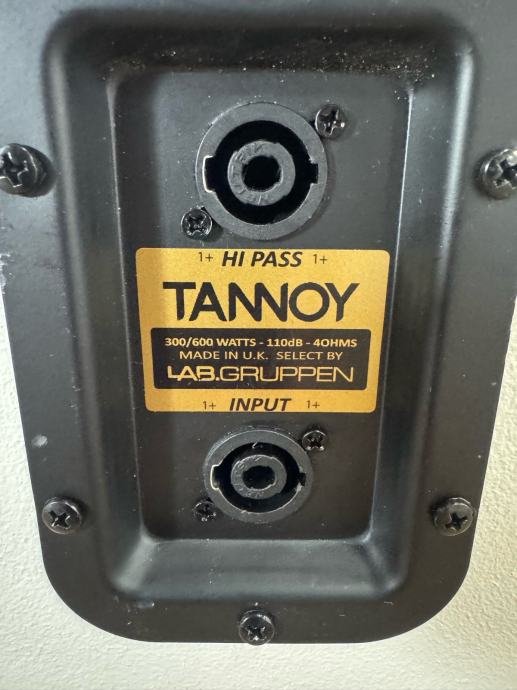 1+ HI PASS 1+
TANNOY
300/600 WATTS - 110dB - 4OHMS
MADE IN U.K. SELECT BY
LAB.GRUPPEN
1+ INPUT 1+